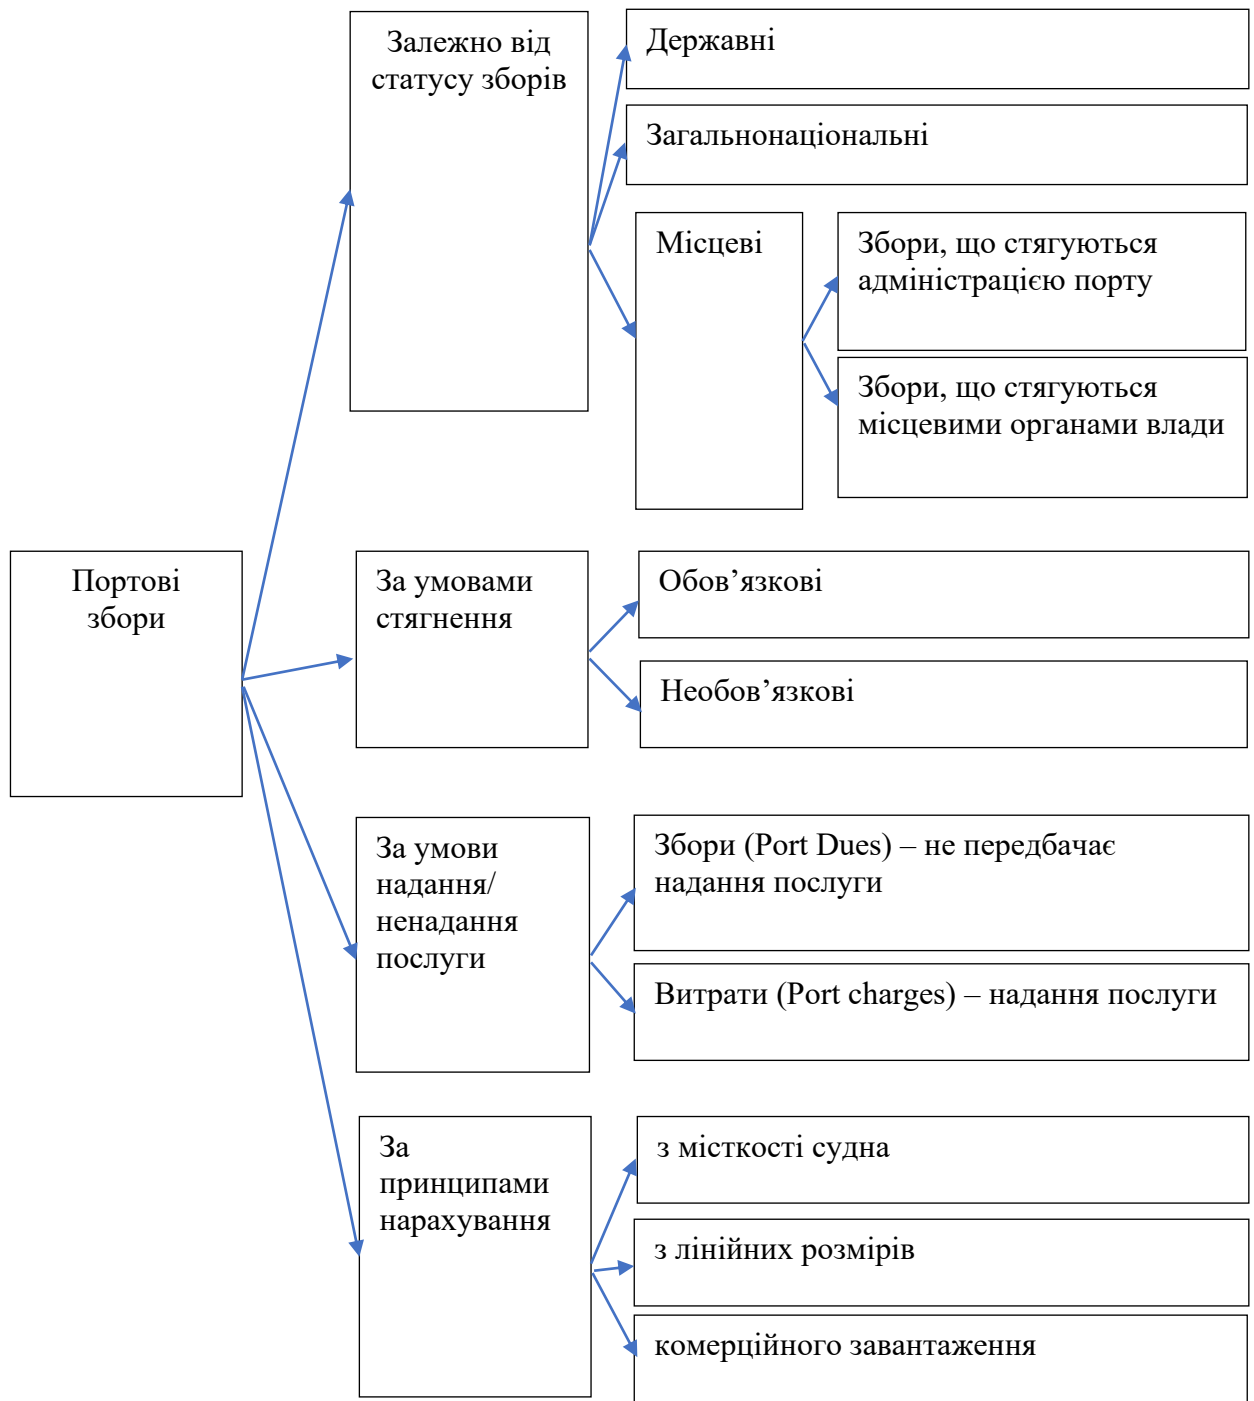 Портові
збори
Залежно від
статусу зборів
Державні
Загальнонаціональні
Місцеві
Збори, що стягуються
адміністрацією порту
Збори, що стягуються
місцевими органами влади
За умовами
стягнення
Обов’язкові
Необов’язкові
За умови
надання/
ненадання
послуги
Збори (Port Dues) – не передбачає
надання послуги
Витрати (Port charges) – надання послуги
За
принципами
нарахування
з місткості судна
з лінійних розмірів
комерційного завантаження